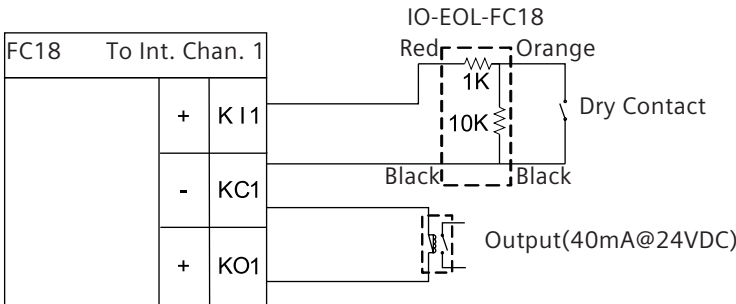 IO-EOL-FC18
FC18 To Int. Chan. 1
Red Orange
1K
+ KI1
10K
Dry Contact
Black Black
- KC1
Output(40mA@24VDC)
+ KO1